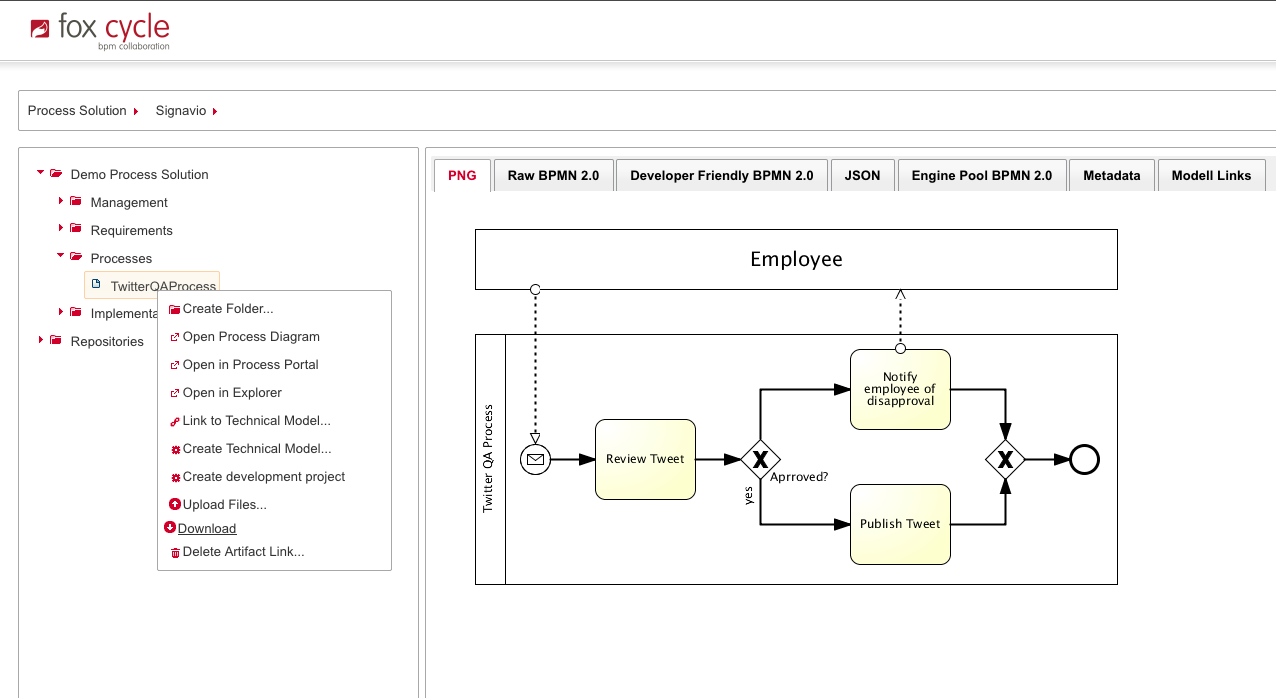 fox cycle
bpm collaboration
Process Solution
Signavio
Demo Process Solution
Management
Requirements
Processes
TwitterQAProcess
Implementa
Repositories
Create Folder...
Open Process Diagram
Open in Process Portal
Open in Explorer
Link to Technical Model...
Create Technical Model...
Create development project
Upload Files...
Download
Delete Artifact Link...
PNG
Raw BPMN 2.0
Developer Friendly BPMN 2.0
JSON
Engine Pool BPMN 2.0
Metadata
Modell Links
Employee
Twitter QA Process
Review Tweet
X
Aprroved?
yes
Notify
employee of
disapproval
Publish Tweet
X